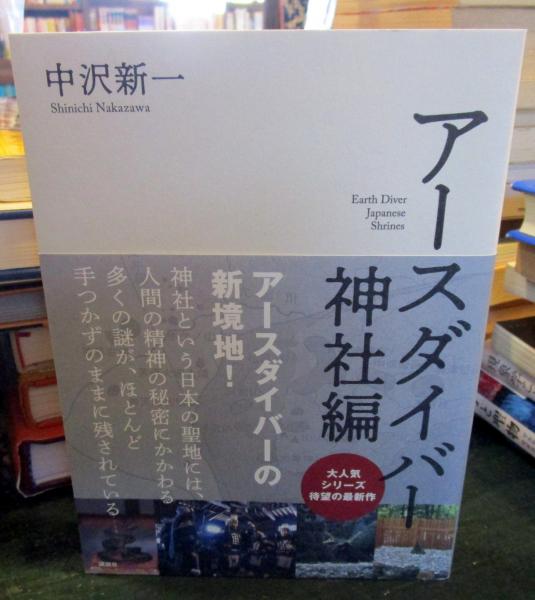 中沢新一
Shinichi Nakazawa
アースダイバー
神社編
Earth Diver
Japanese
Shrines
アースダイバーの
新境地!
神社という日本の聖地には、
人間の精神の秘密にかかわる
多くの謎が、ほとんど
手つかずのままに残されている……
大人気
シリーズ
待望の最新作
講談社